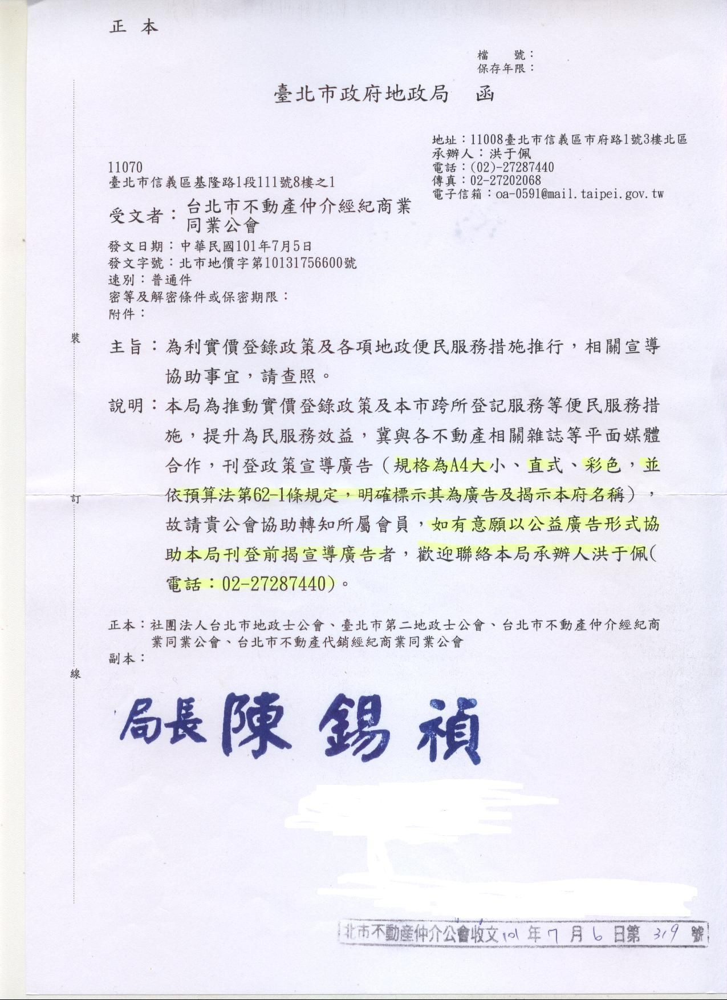 正 本
檔　　號：
保存年限：
臺北市政府地政局　函
地址：11008臺北市信義區市府路1號3樓北區
承辦人：洪于佩
電話：(02)-27287440
傳真：02-27202068
電子信箱：oa-0591@mail.taipei.gov.tw
11070
臺北市信義區基隆路1段111號8樓之1
受文者：台北市不動產仲介經紀商業
同業公會
發文日期：中華民國101年7月5日
發文字號：北市地價字第10131756600號
速別：普通件
密等及解密條件或保密期限：
附件：
主旨：為利實價登錄政策及各項地政便民服務措施推行，相關宣導
協助事宜，請查照。
說明：本局為推動實價登錄政策及本市跨所登記服務等便民服務措
施，提升為民服務效益，冀與各不動產相關雜誌等平面媒體
合作，刊登政策宣導廣告（規格為A4大小、直式、彩色，並
依預算法第62-1條規定，明確標示其為廣告及揭示本府名稱），
故請貴公會協助轉知所屬會員，如有意願以公益廣告形式協
助本局刊登前揭宣導廣告者，歡迎聯絡本局承辦人洪于佩(
電話：02-27287440)。
正本：社團法人台北市地政士公會、臺北市第二地政士公會、台北市不動產仲介經紀商
業同業公會、台北市不動產代銷經紀商業同業公會
副本：
裝
訂
線
局長 陳錫禎
北市不動產仲介公會收文101年7月6日第319號